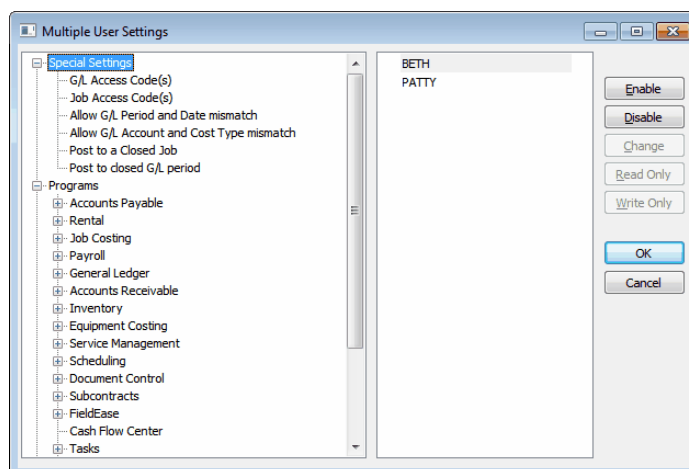 Multiple User Settings
Special Settings
G/L Access Code(s)
Job Access Code(s)
Allow G/L Period and Date mismatch
Allow G/L Account and Cost Type mismatch
Post to a Closed Job
Post to closed G/L period
Programs
Accounts Payable
Rental
Job Costing
Payroll
General Ledger
Accounts Receivable
Inventory
Equipment Costing
Service Management
Scheduling
Document Control
Subcontracts
FieldEase
Cash Flow Center
Tasks
BETH
PATTY
Enable
Disable
Change
Read Only
Write Only
OK
Cancel